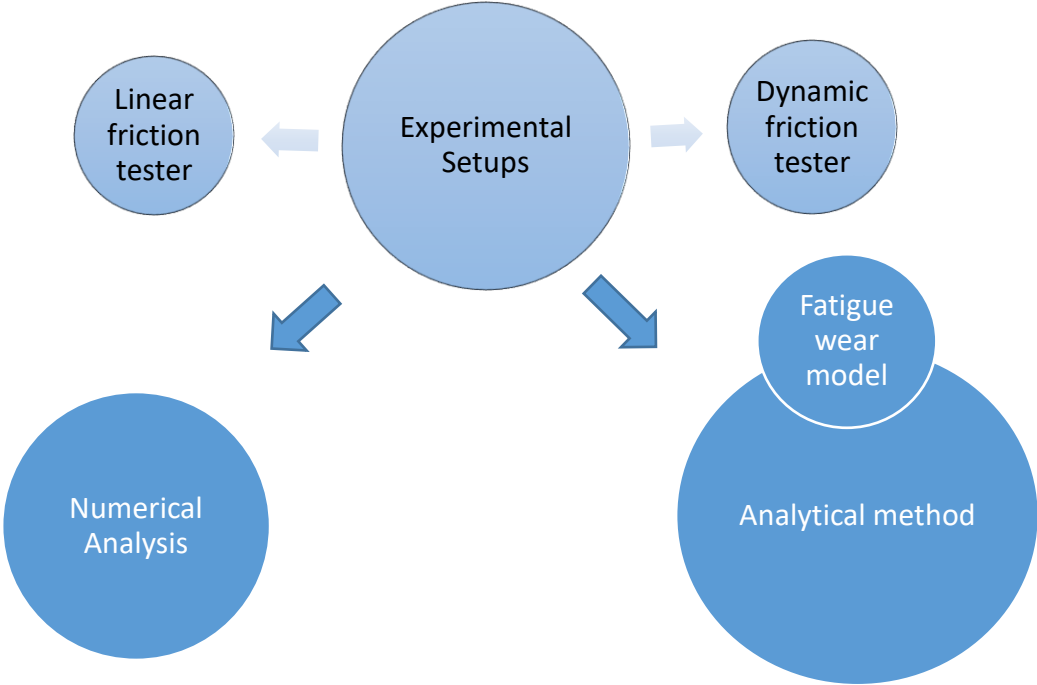 Linear
friction
tester
Experimental
Setups
Dynamic
friction
tester
Fatigue
wear
model
Numerical
Analysis
Analytical method